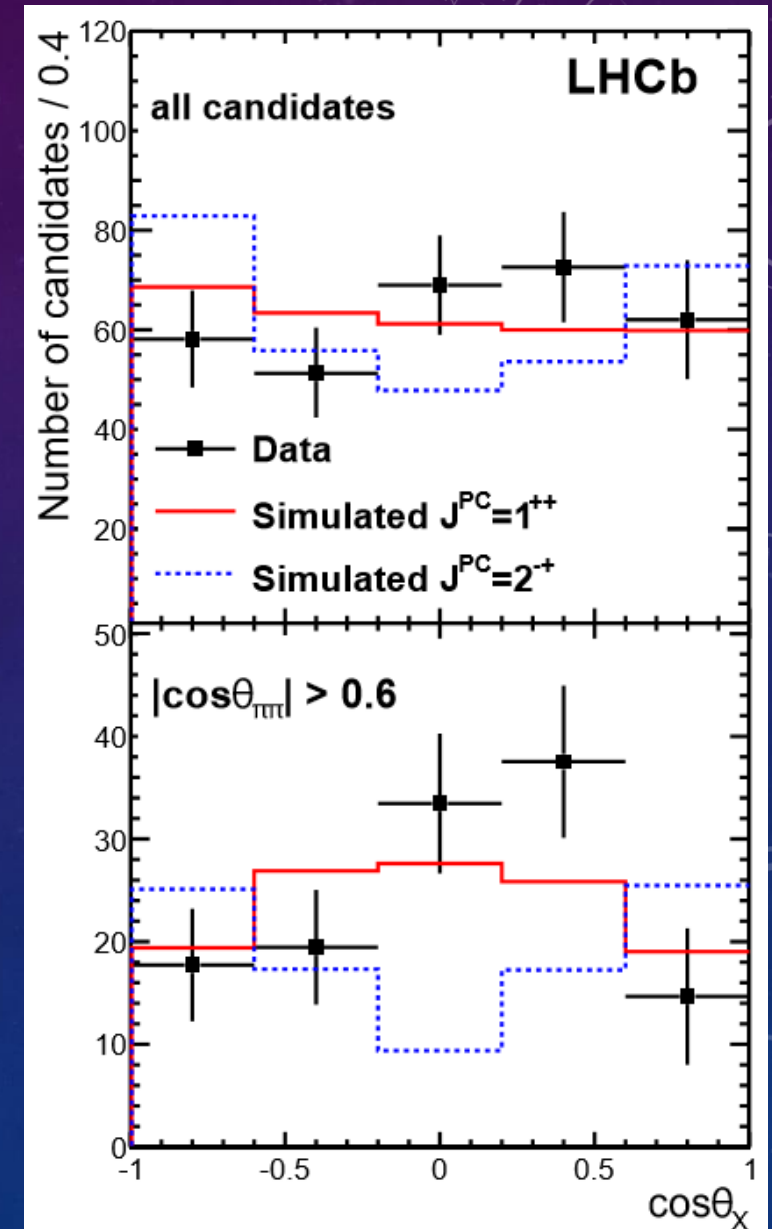 Number of candidates / 0.4
120
100
80
60
40
20
LHCb
all candidates
Data
Simulated J^PC=1^++
Simulated J^PC=2^-+
50
40
30
20
10
0
|cosθ_ππ| > 0.6
-1
-0.5
0
0.5
1
cosθ_X